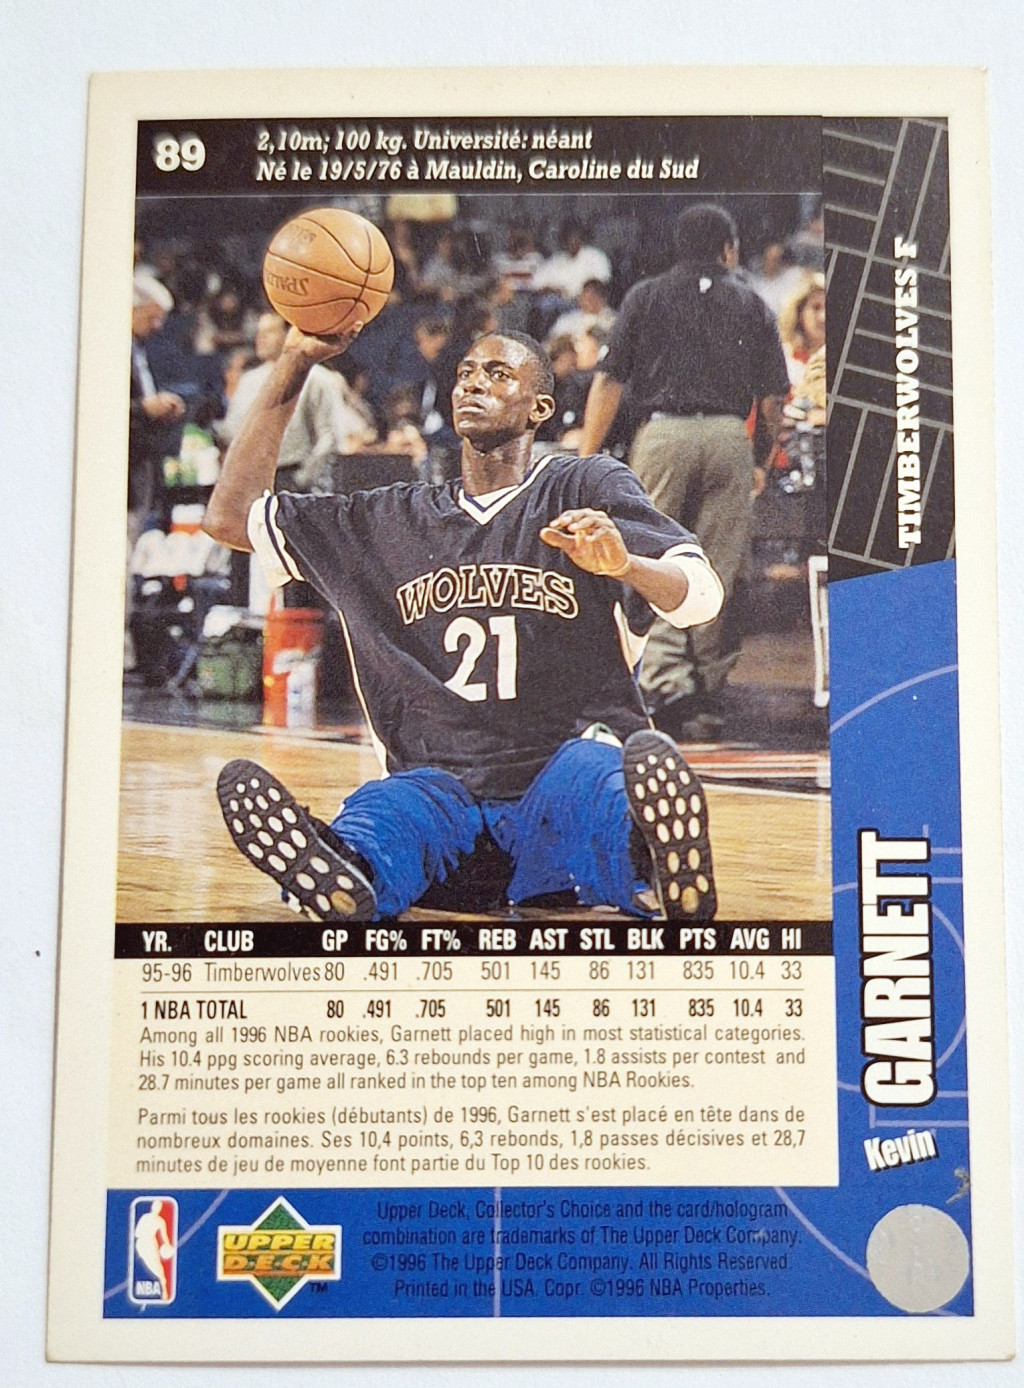 89
2,10m; 100 kg. Université: néant
Né le 19/5/76 à Mauldin, Caroline du Sud
TIMBERWOLVES F
SPALDING
WOLVES
21
GARNETT
Kevin
YR. CLUB GP FG% FT% REB AST STL BLK PTS AVG HI
95-96 Timberwolves 80 .491 .705 501 145 86 131 835 10.4 33
1 NBA TOTAL 80 .491 .705 501 145 86 131 835 10.4 33
Among all 1996 NBA rookies, Garnett placed high in most statistical categories.
His 10.4 ppg scoring average, 6.3 rebounds per game, 1.8 assists per contest and
28.7 minutes per game all ranked in the top ten among NBA Rookies.
Parmi tous les rookies (débutants) de 1996, Garnett s'est placé en tête dans de
nombreux domaines. Ses 10,4 points, 6,3 rebonds, 1,8 passes décisives et 28,7
minutes de jeu de moyenne font partie du Top 10 des rookies.
NBA
UPPER
D.E.C.K
TM
Upper Deck, Collector's Choice and the card/hologram
combination are trademarks of The Upper Deck Company.
©1996 The Upper Deck Company. All Rights Reserved.
Printed in the USA. Copr. ©1996 NBA Properties.